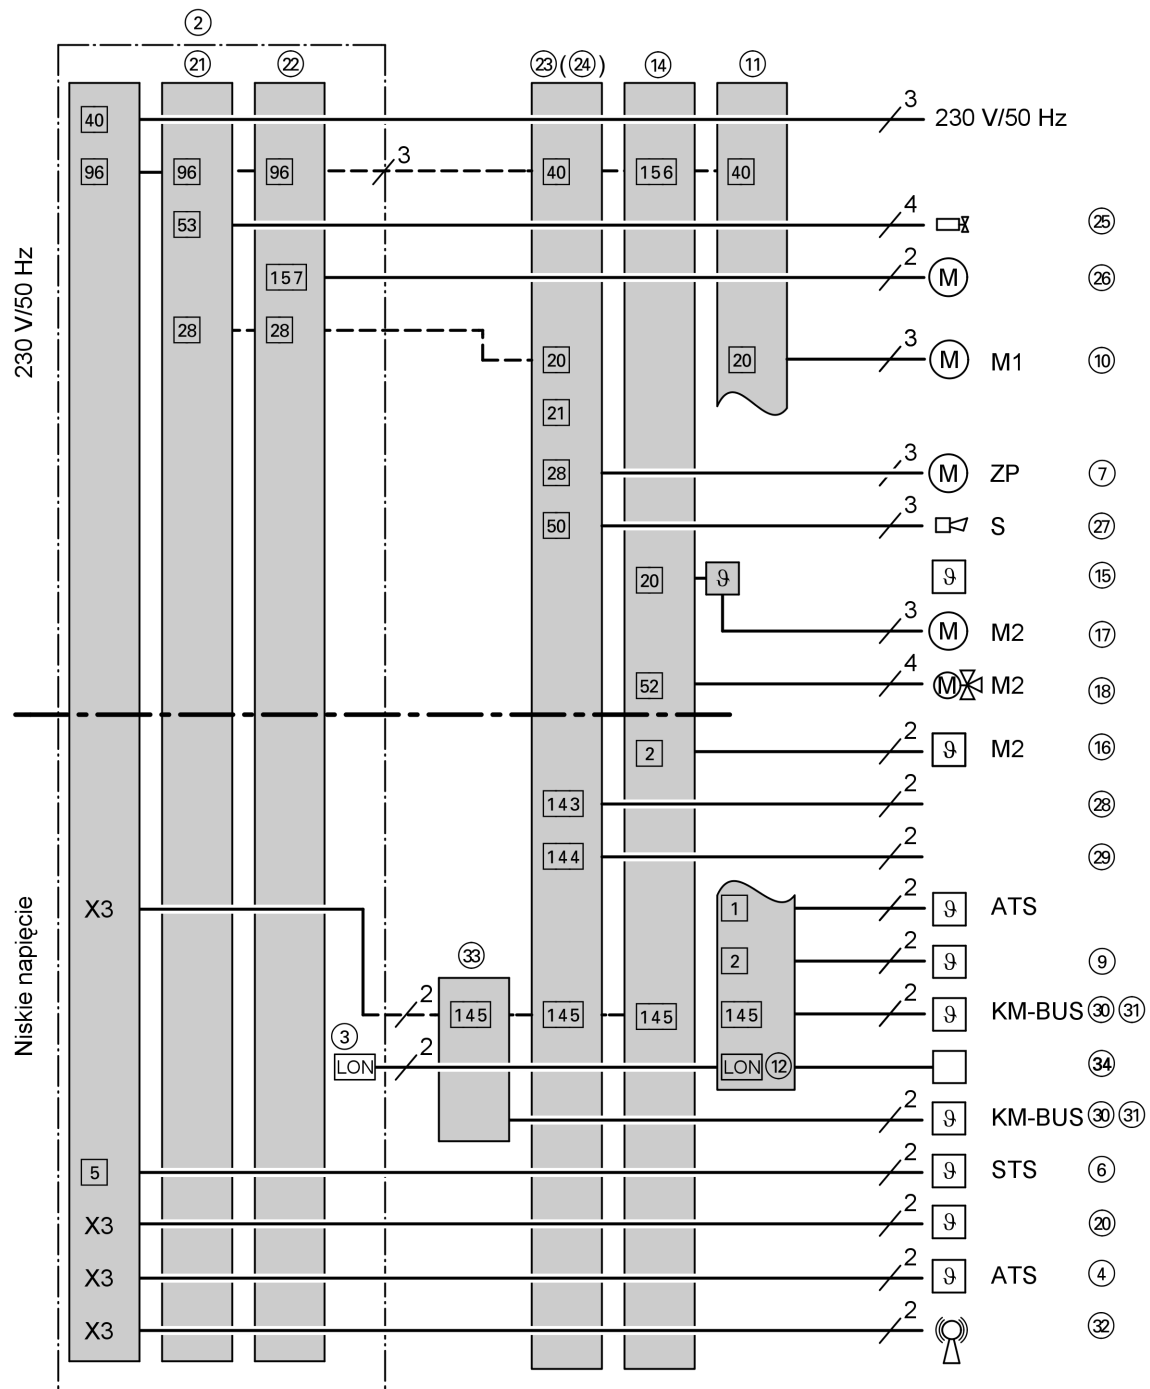 ②
㉑ ㉒ ㉓(㉔) ⑭ ⑪
40 3 230 V/50 Hz
96 96 96 3 40 156 40
53 4 ㉕
157 2 M ㉖
28 28
20 20 3 M M1 ⑩
21
28 3 M ZP ⑦
50 3 S ㉗
20 ϑ ϑ ⑮
3 M M2 ⑰
52 4 M M2 ⑱
2 2 ϑ M2 ⑯
143 2 ㉘
144 2 ㉙
X3 1 2 ϑ ATS
㉝ 2 2 ϑ ⑨
2 145 145 145 145 2 ϑ KM-BUS ㉚ ㉛
③ LON 2 LON ⑫ ㉞
2 ϑ KM-BUS ㉚ ㉛
5 2 ϑ STS ⑥
X3 2 ϑ ⑳
X3 2 ϑ ATS ④
X3 2 ㉜
230 V/50 Hz
Niskie napięcie